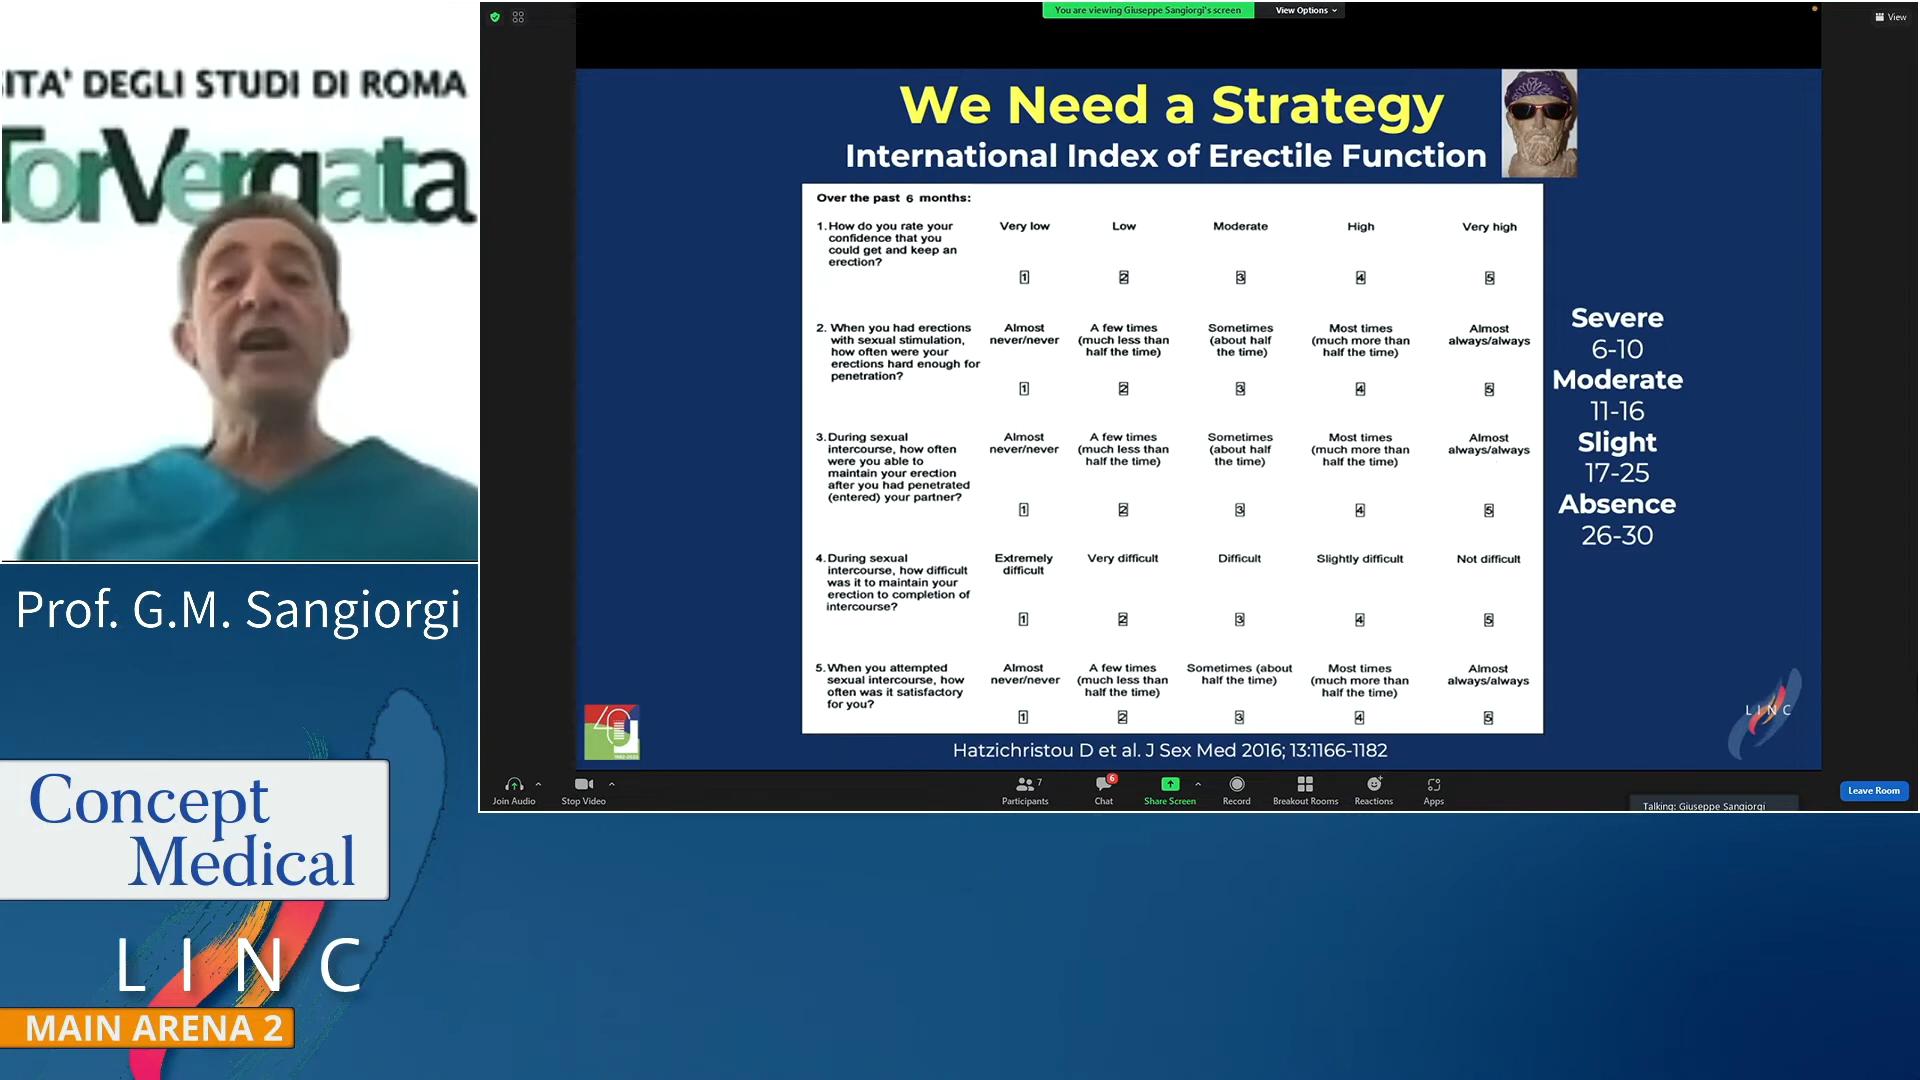 You are viewing Giuseppe Sangiorgi's screen
View Options
View
ITA' DEGLI STUDI DI ROMA
TorVergata
We Need a Strategy
International Index of Erectile Function
Over the past 6 months:
1. How do you rate your
confidence that you
could get and keep an
erection?
Very low
Low
Moderate
High
Very high
1
2
3
4
5
2. When you had erections
with sexual stimulation,
how often were your
erections hard enough for
penetration?
Almost
never/never
A few times
(much less than
half the time)
Sometimes
(about half
the time)
Most times
(much more than
half the time)
Almost
always/always
1
2
3
4
5
3. During sexual
intercourse, how often
were you able to
maintain your erection
after you had penetrated
(entered) your partner?
Almost
never/never
A few times
(much less than
half the time)
Sometimes
(about half
the time)
Most times
(much more than
half the time)
Almost
always/always
1
2
3
4
5
4. During sexual
intercourse, how difficult
was it to maintain your
erection to completion of
intercourse?
Extremely
difficult
Very difficult
Difficult
Slightly difficult
Not difficult
1
2
3
4
5
5. When you attempted
sexual intercourse, how
often was it satisfactory
for you?
Almost
never/never
A few times
(much less than
half the time)
Sometimes (about
half the time)
Most times
(much more than
half the time)
Almost
always/always
1
2
3
4
5
Severe
6-10
Moderate
11-16
Slight
17-25
Absence
26-30
Hatzichristou D et al. J Sex Med 2016; 13:1166-1182
LINC
Join Audio
Stop Video
Participants
7
Chat
6
Share Screen
Record
Breakout Rooms
Reactions
Apps
Talking: Giuseppe Sangiorgi
Leave Room
Prof. G.M. Sangiorgi
Concept
Medical
LINC
MAIN ARENA 2